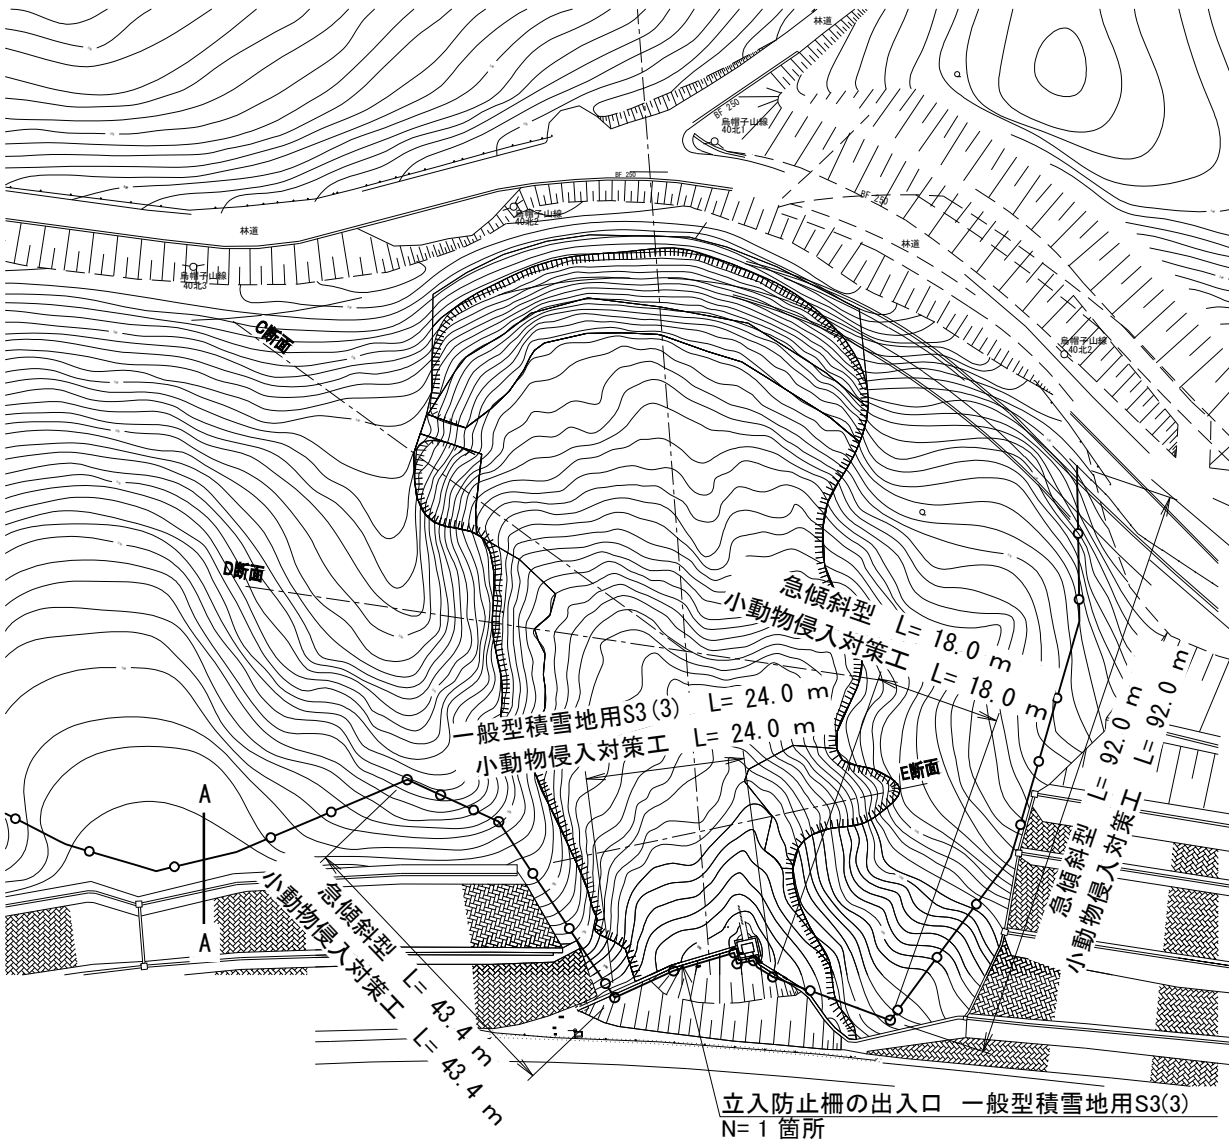 林道
BF 250
烏帽子山線
40北1
BF 250
烏帽子山線
40北2
BF 250
林道
林道
烏帽子山線
40北3
烏帽子山線
40北2
C断面
D断面
急傾斜型 L= 18.0 m
小動物侵入対策工 L= 18.0 m
一般型積雪地用S3(3) L= 24.0 m
小動物侵入対策工 L= 24.0 m
E断面
急傾斜型 L= 92.0 m
小動物侵入対策工 L= 92.0 m
A
A
急傾斜型 L= 43.4 m
小動物侵入対策工 L= 43.4 m
立入防止柵の出入口 一般型積雪地用S3(3)
N= 1 箇所